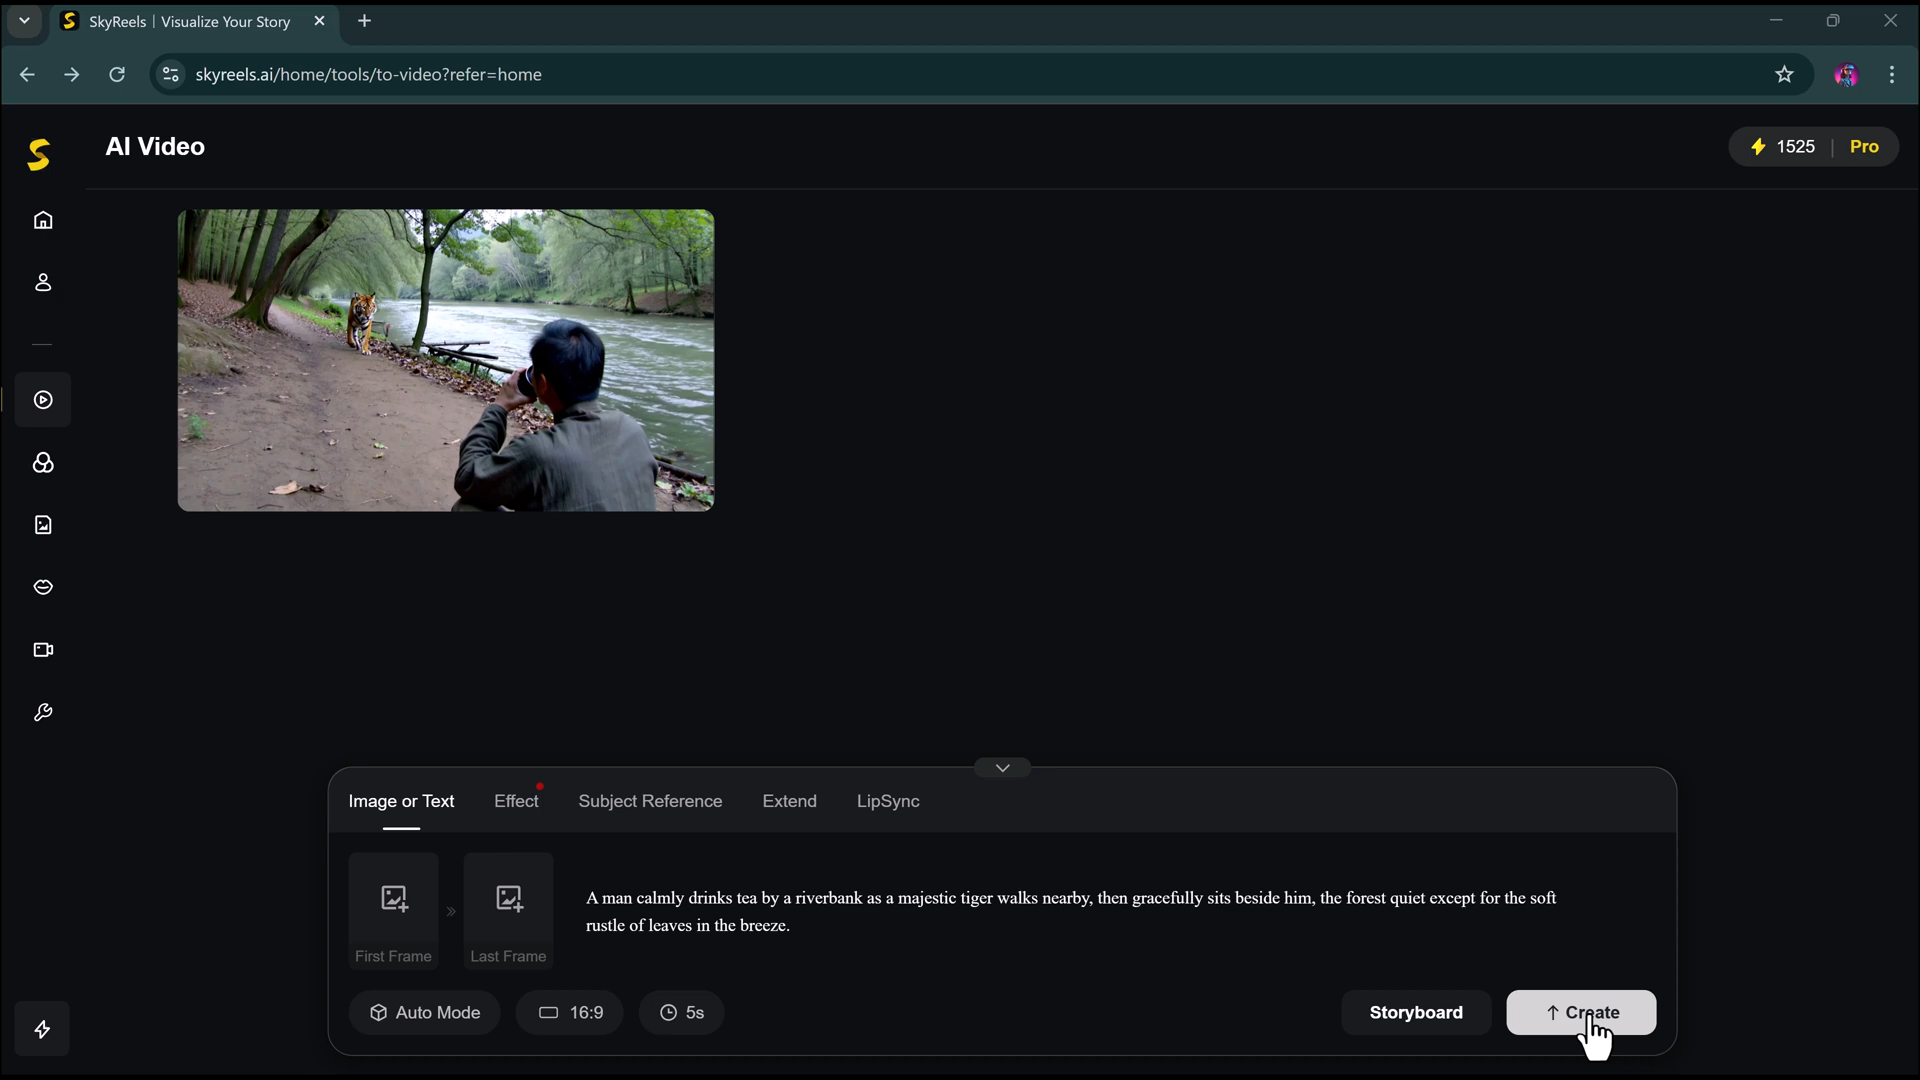 SkyReels | Visualize Your Story
skyreels.ai/home/tools/to-video?refer=home
AI Video
1525 | Pro
Image or Text
Effect
Subject Reference
Extend
LipSync
A man calmly drinks tea by a riverbank as a majestic tiger walks nearby, then gracefully sits beside him, the forest quiet except for the soft
rustle of leaves in the breeze.
First Frame
Last Frame
Auto Mode
16:9
5s
Storyboard
Create